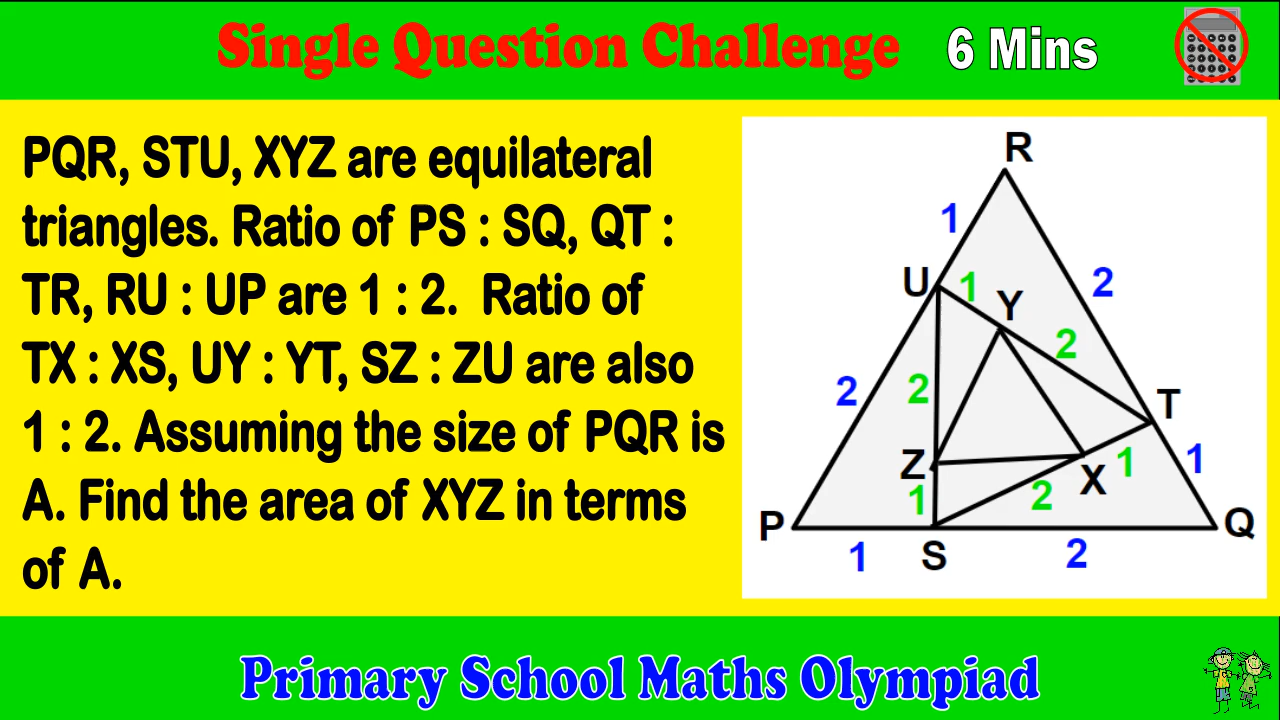 Single Question Challenge 6 Mins
PQR, STU, XYZ are equilateral
triangles. Ratio of PS : SQ, QT :
TR, RU : UP are 1 : 2. Ratio of
TX : XS, UY : YT, SZ : ZU are also
1 : 2. Assuming the size of PQR is
A. Find the area of XYZ in terms
of A.
R
1
U 1 Y 2
2
2 2
T
Z X 1 1
1 2
P Q
1 S 2
Primary School Maths Olympiad